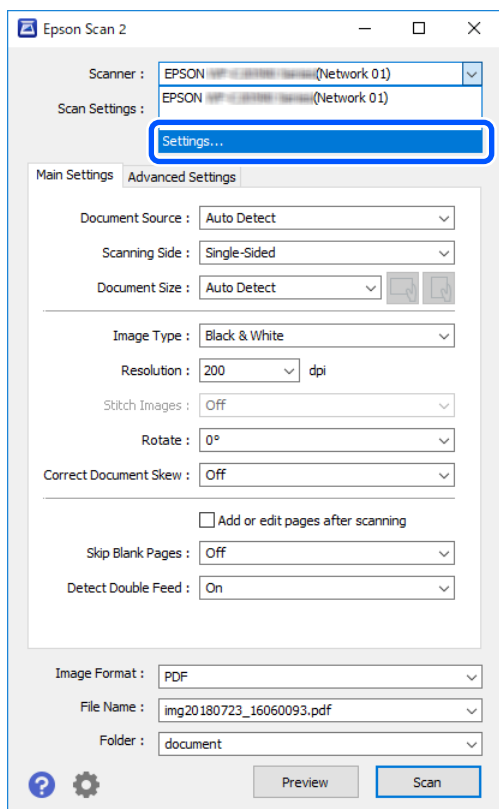 Epson Scan 2
Scanner : EPSON (Network 01)
EPSON (Network 01)
Scan Settings :
Settings...
Main Settings Advanced Settings
Document Source : Auto Detect
Scanning Side : Single-Sided
Document Size : Auto Detect
Image Type : Black & White
Resolution : 200 dpi
Stitch Images : Off
Rotate : 0°
Correct Document Skew : Off
Add or edit pages after scanning
Skip Blank Pages : Off
Detect Double Feed : On
Image Format : PDF
File Name : img20180723_16060093.pdf
Folder : document
? Preview Scan